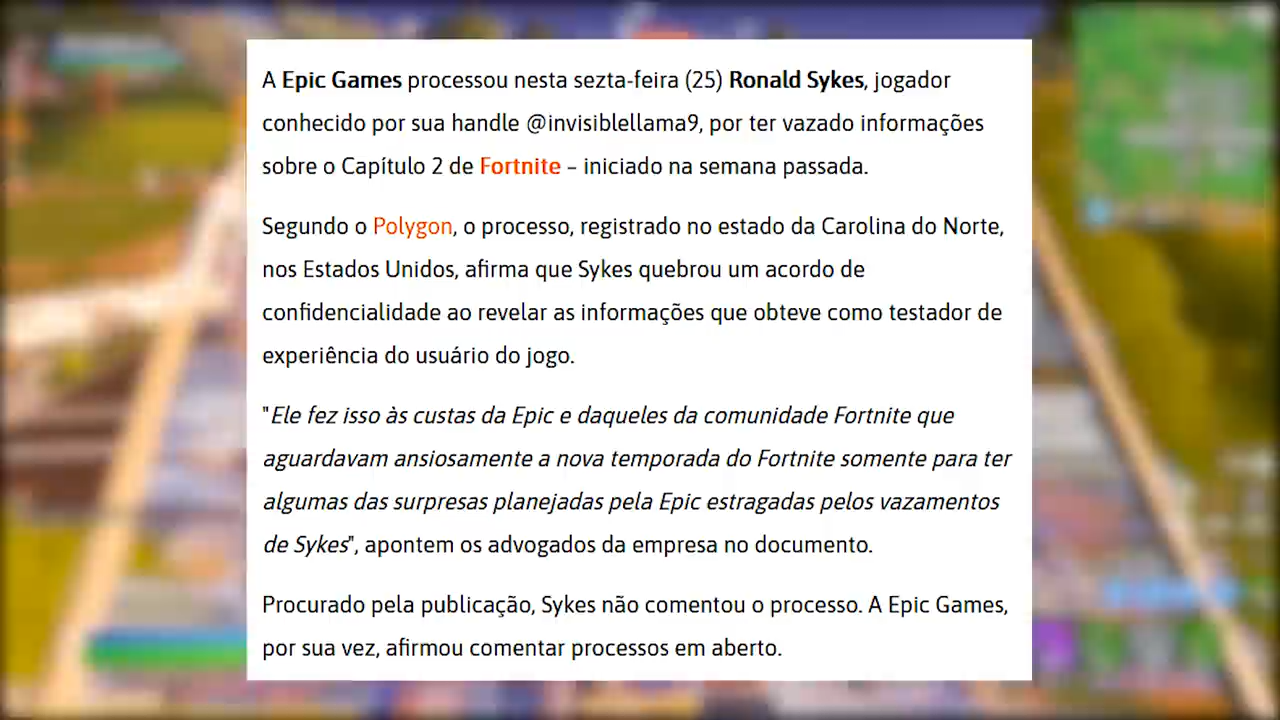 A Epic Games processou nesta sezta-feira (25) Ronald Sykes, jogador
conhecido por sua handle @invisiblellama9, por ter vazado informações
sobre o Capítulo 2 de Fortnite – iniciado na semana passada.
Segundo o Polygon, o processo, registrado no estado da Carolina do Norte,
nos Estados Unidos, afirma que Sykes quebrou um acordo de
confidencialidade ao revelar as informações que obteve como testador de
experiência do usuário do jogo.
"Ele fez isso às custas da Epic e daqueles da comunidade Fortnite que
aguardavam ansiosamente a nova temporada do Fortnite somente para ter
algumas das surpresas planejadas pela Epic estragadas pelos vazamentos
de Sykes", apontem os advogados da empresa no documento.
Procurado pela publicação, Sykes não comentou o processo. A Epic Games,
por sua vez, afirmou comentar processos em aberto.